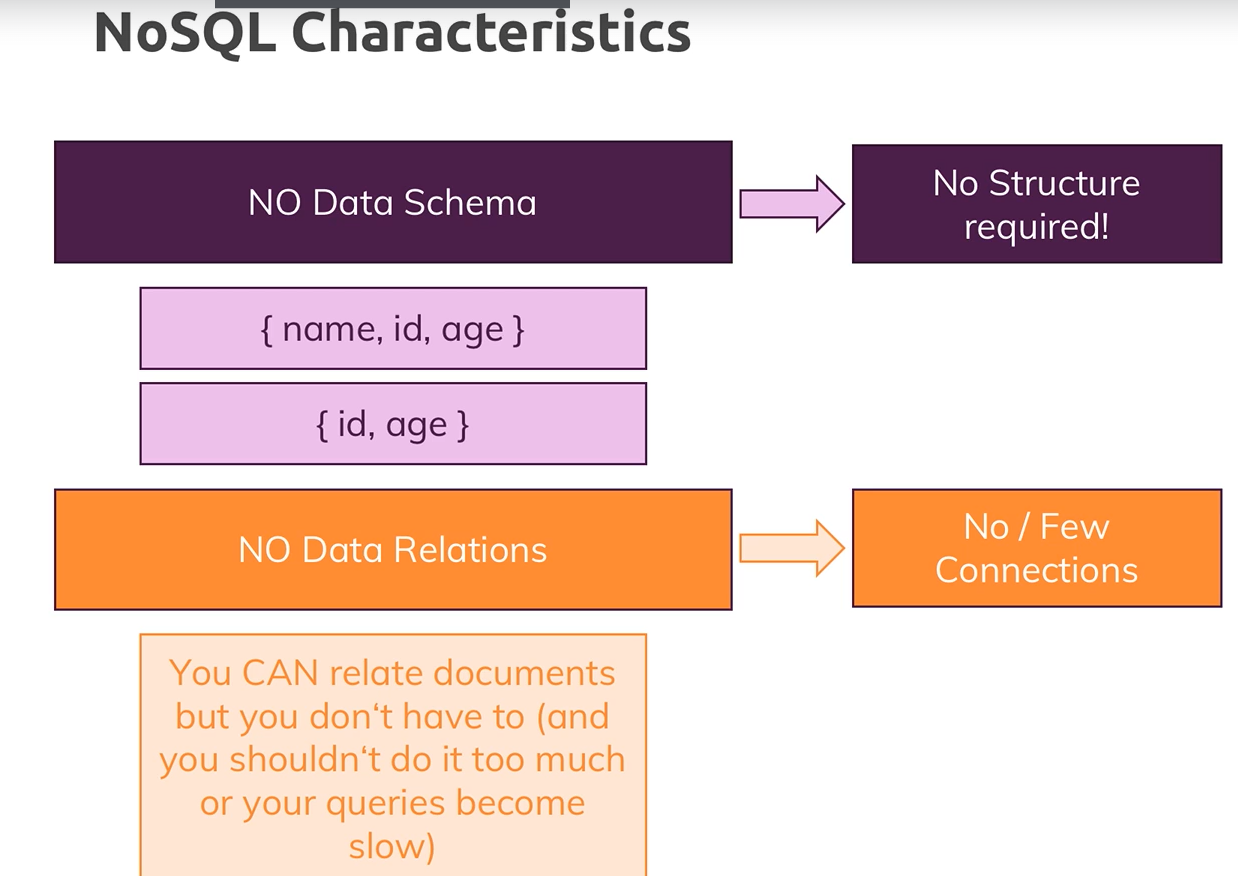 NoSQL Characteristics
NO Data Schema
No Structure
required!
{ name, id, age }
{ id, age }
NO Data Relations
No / Few
Connections
You CAN relate documents
but you don‘t have to (and
you shouldn‘t do it too much
or your queries become
slow)